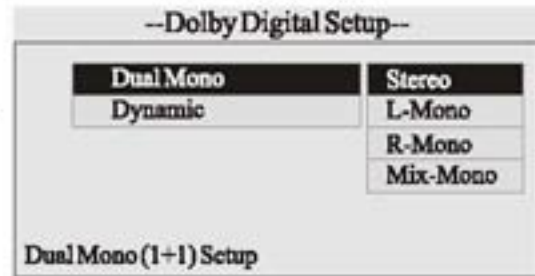 --Dolby Digital Setup--
Dual Mono
Stereo
Dynamic
L-Mono
R-Mono
Mix-Mono
Dual Mono (1+1) Setup